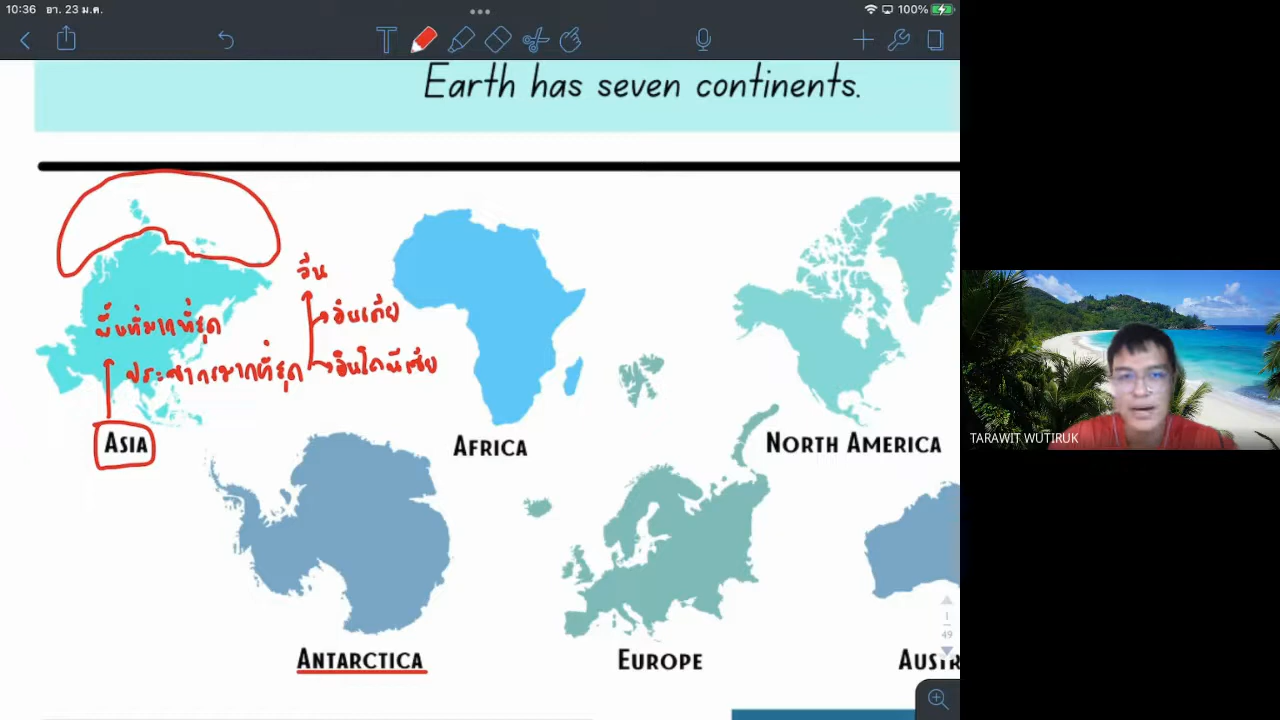 10:36 อา. 23 ม.ค.
100%
Earth has seven continents.
จีน
อินเดีย
พื้นที่มากที่สุด
ประชากรมากที่สุด
อินโดนีเซีย
ASIA
AFRICA
NORTH AMERICA
TARAWIT WUTIRUK
1
49
ANTARCTICA
EUROPE
AUSTR